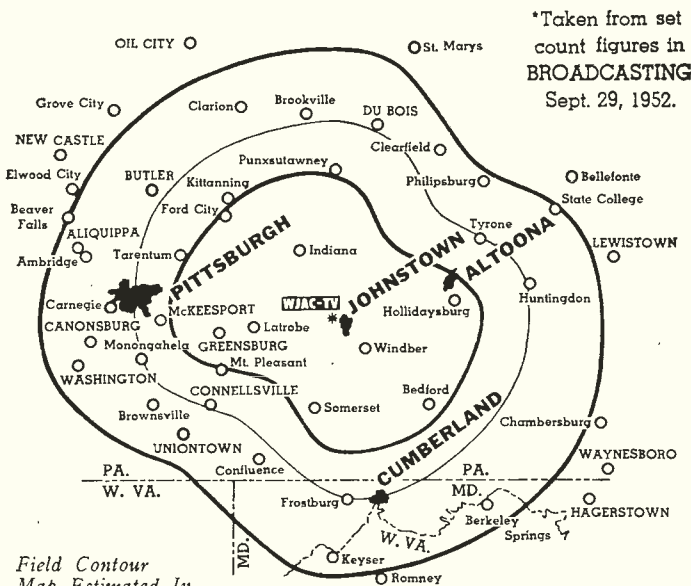 *Taken from set
count figures in
BROADCASTING
Sept. 29, 1952.
OIL CITY
St. Marys
Grove City
Clarion
Brookville
DU BOIS
NEW CASTLE
Clearfield
Elwood City
BUTLER
Kittanning
Punxsutawney
Philipsburg
Bellefonte
State College
Beaver
Falls
Ford City
ALIQUIPPA
Ambridge
Tarentum
PITTSBURGH
Indiana
JOHNSTOWN
Tyrone
ALTOONA
LEWISTOWN
Carnegie
McKEESPORT
WJAC-TV
*
Hollidaysburg
Huntingdon
CANONSBURG
Monongahela
GREENSBURG
Latrobe
Windber
WASHINGTON
Mt. Pleasant
CONNELLSVILLE
Brownsville
Somerset
Bedford
UNIONTOWN
Confluence
CUMBERLAND
Chambersburg
WAYNESBORO
PA.
W. VA.
PA.
MD.
Frostburg
Berkeley
Springs
HAGERSTOWN
MD.
W. VA.
Keyser
Romney
Field Contour
Map Estimated In